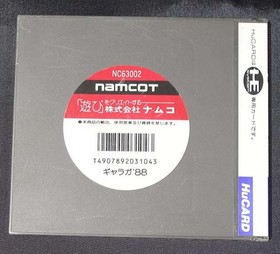 NC63002
namcot
「遊び」をクリエイトする
株式会社 ナムコ
T4907892031043
ギャラガ'88
HuCARD